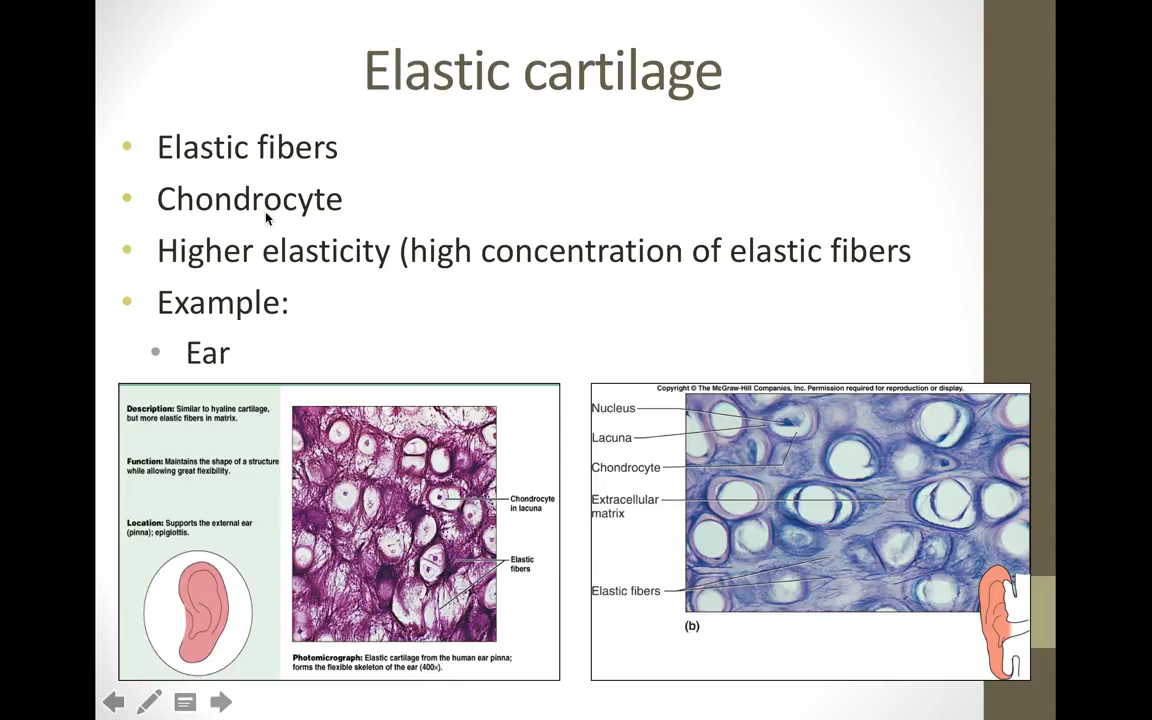 Elastic cartilage
• Elastic fibers
• Chondrocyte
• Higher elasticity (high concentration of elastic fibers
• Example:
• Ear
Description: Similar to hyaline cartilage,
but more elastic fibers in matrix.
Function: Maintains the shape of a structure
while allowing great flexibility.
Location: Supports the external ear
(pinna); epiglottis.
Chondrocyte
in lacuna
Elastic
fibers
Photomicrograph: Elastic cartilage from the human ear pinna;
forms the flexible skeleton of the ear (400×).
Copyright © The McGraw-Hill Companies, Inc. Permission required for reproduction or display.
Nucleus
Lacuna
Chondrocyte
Extracellular
matrix
Elastic fibers
(b)